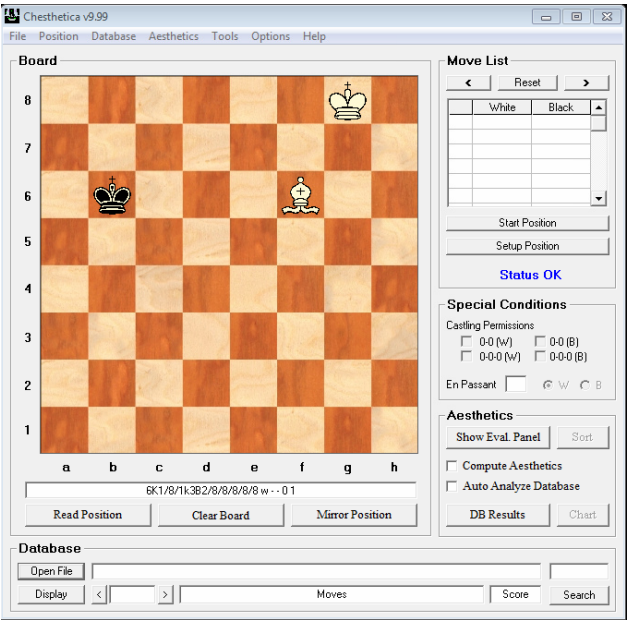 Chesthetica v9.99
File Position Database Aesthetics Tools Options Help
Board
8
7
6
5
4
3
2
1
a b c d e f g h
6K1/8/1k3B2/8/8/8/8/8 w - - 0 1
Read Position Clear Board Mirror Position
Move List
< Reset >
White Black
Start Position
Setup Position
Status OK
Special Conditions
Castling Permissions
0-0 (W) 0-0 (B)
0-0-0 (W) 0-0-0 (B)
En Passant W B
Aesthetics
Show Eval. Panel Sort
Compute Aesthetics
Auto Analyze Database
DB Results Chart
Database
Open File
Display < > Moves Score Search